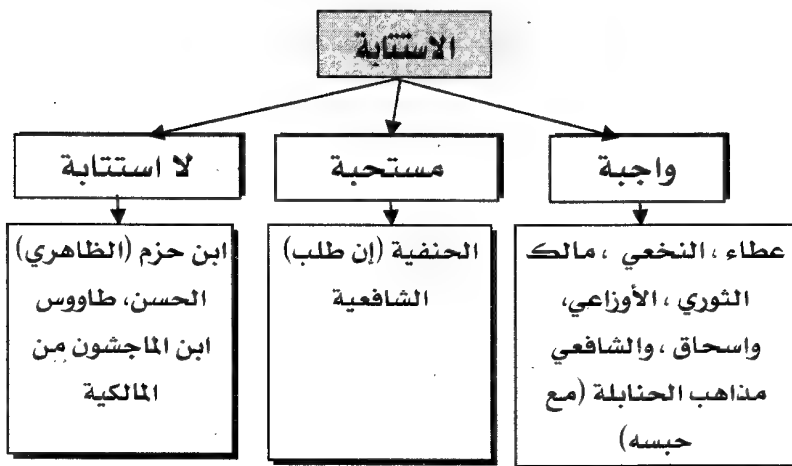 الاستتابة
واجبة
مستحبة
لا استتابة
عطاء ، النخعي ، مالك
الثوري ، الأوزاعي،
واسحاق ، والشافعي
مذاهب الحنابلة (مع
حبسه)
الحنفية (إن طلب)
الشافعية
ابن حزم (الظاهري)
الحسن، طاووس
ابن الماجشون من
المالكية